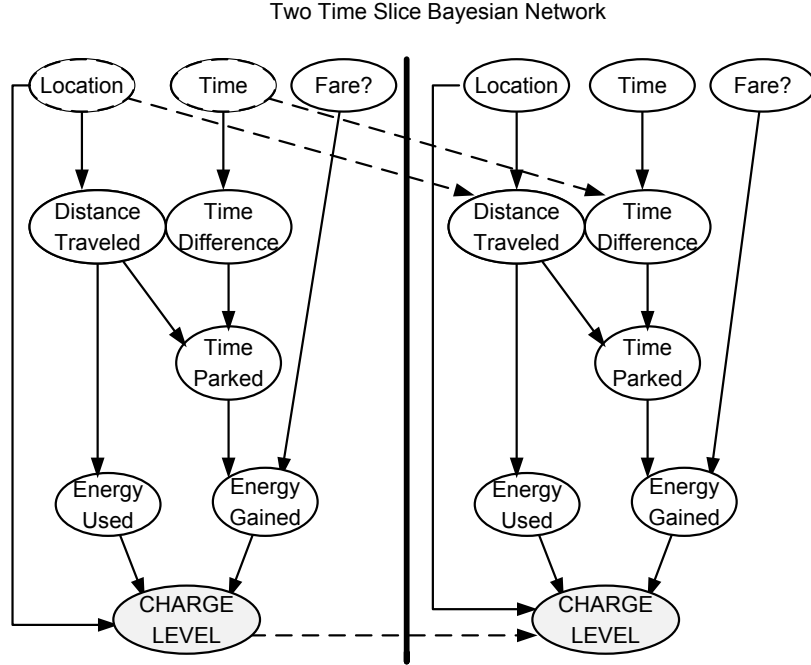 Two Time Slice Bayesian Network
Location
Time
Fare?
Distance
Traveled
Time
Difference
Time
Parked
Energy
Used
Energy
Gained
CHARGE
LEVEL
Location
Time
Fare?
Distance
Traveled
Time
Difference
Time
Parked
Energy
Used
Energy
Gained
CHARGE
LEVEL